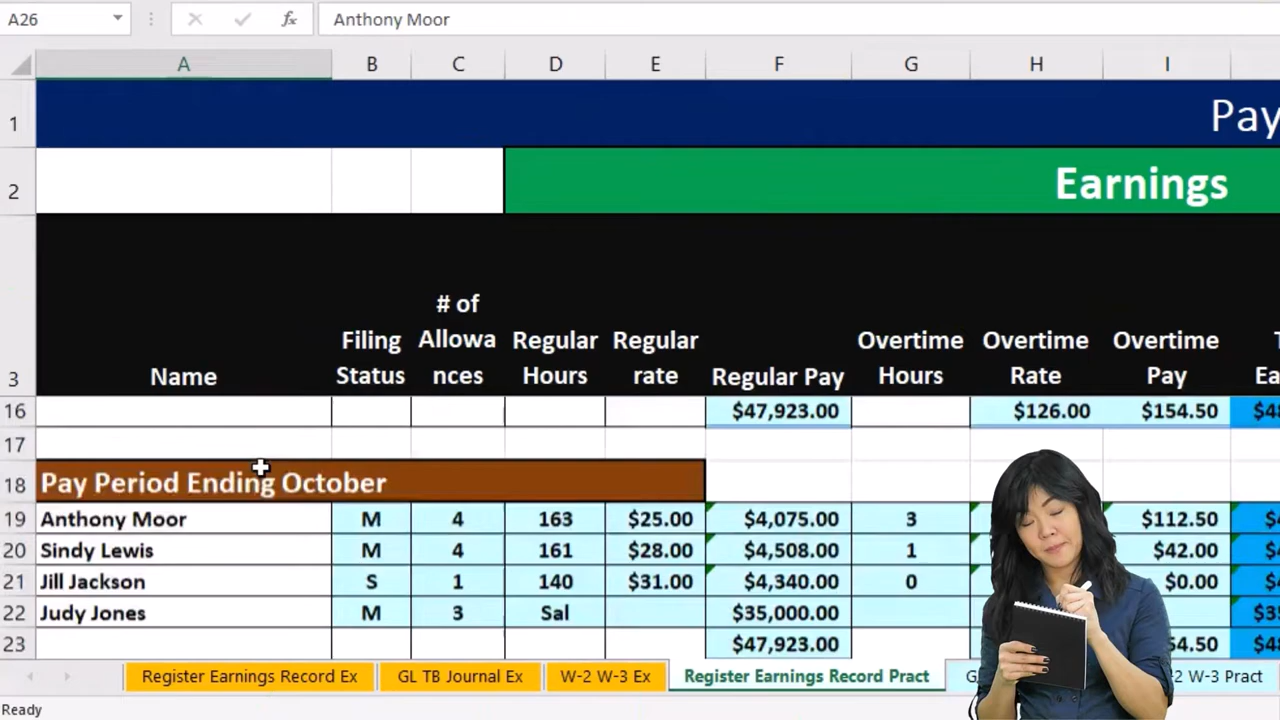 A26 fx Anthony Moor
A B C D E F G H I
1 Pay
2 Earnings
# of
Filing Allowa Regular Regular Overtime Overtime Overtime
3 Name Status nces Hours rate Regular Pay Hours Rate Pay
16 $47,923.00 $126.00 $154.50
17
18 Pay Period Ending October
19 Anthony Moor M 4 163 $25.00 $4,075.00 3 $112.50
20 Sindy Lewis M 4 161 $28.00 $4,508.00 1 $42.00
21 Jill Jackson S 1 140 $31.00 $4,340.00 0 $0.00
22 Judy Jones M 3 Sal $35,000.00
23 $47,923.00
Register Earnings Record Ex GL TB Journal Ex W-2 W-3 Ex Register Earnings Record Pract W-3 Pract
Ready